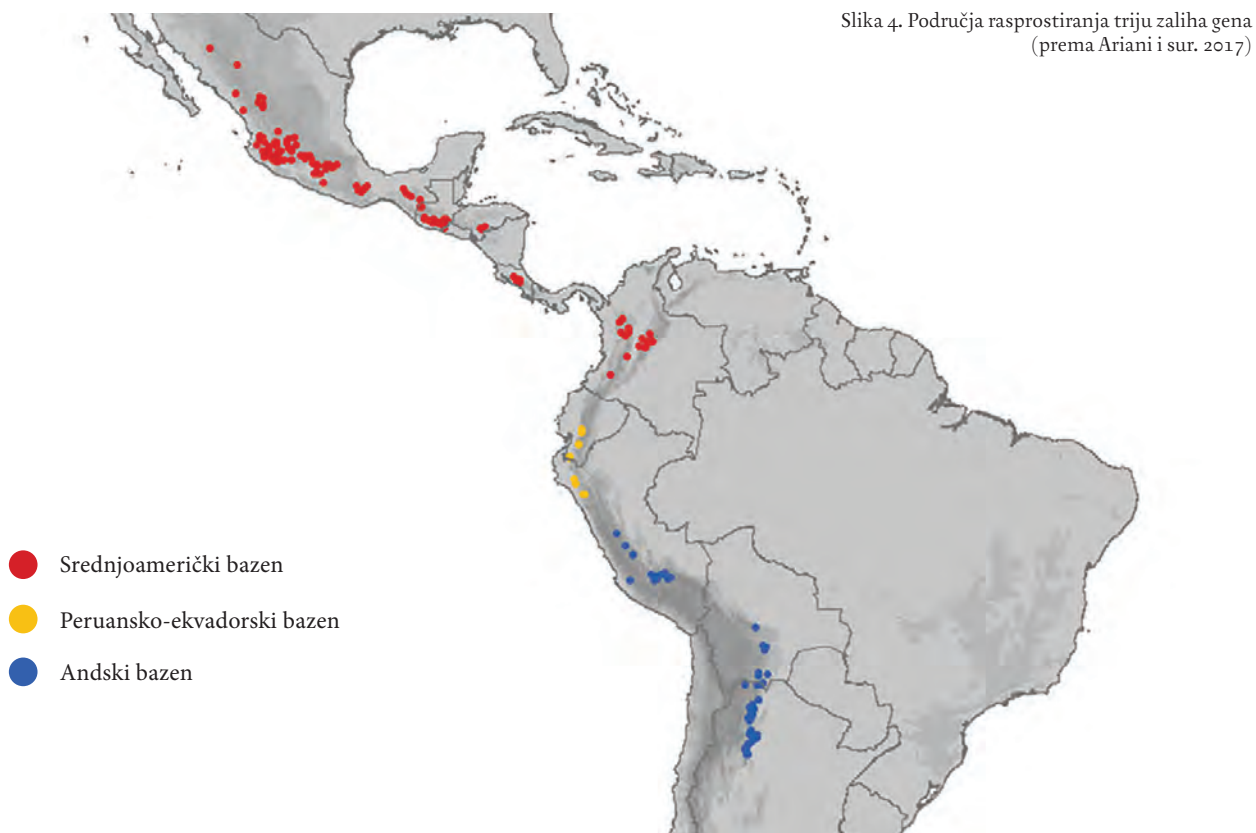 Slika 4. Područja rasprostiranja triju zaliha gena
(prema Ariani i sur. 2017)
Srednjoamerički bazen
Peruansko-ekvadorski bazen
Andski bazen